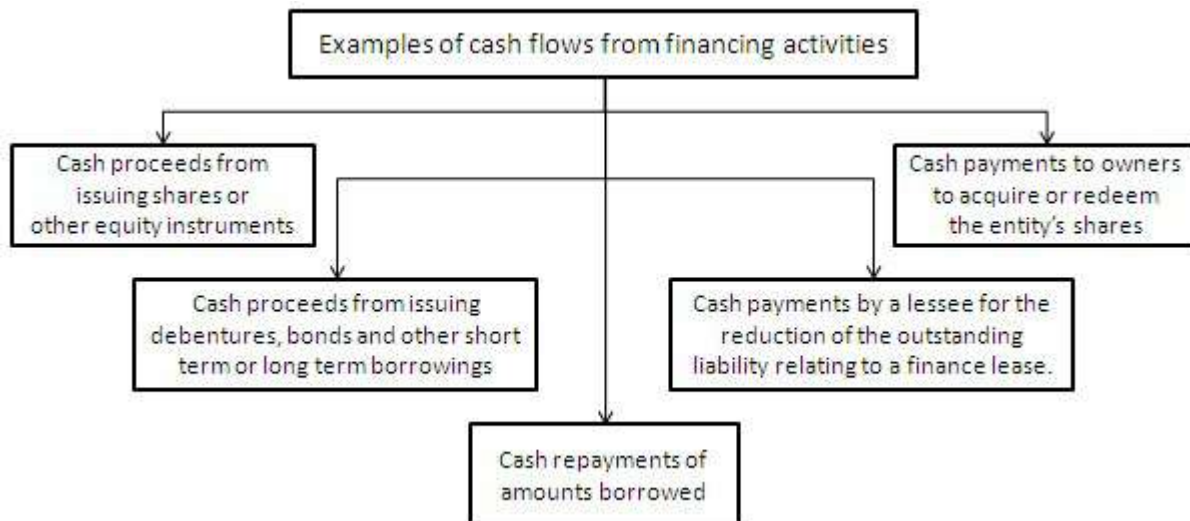 Examples of cash flows from financing activities
Cash proceeds from
issuing shares or
other equity instruments
Cash payments to owners
to acquire or redeem
the entity's shares
Cash proceeds from issuing
debentures, bonds and other short
term or long term borrowings
Cash payments by a lessee for the
reduction of the outstanding
liability relating to a finance lease.
Cash repayments of
amounts borrowed